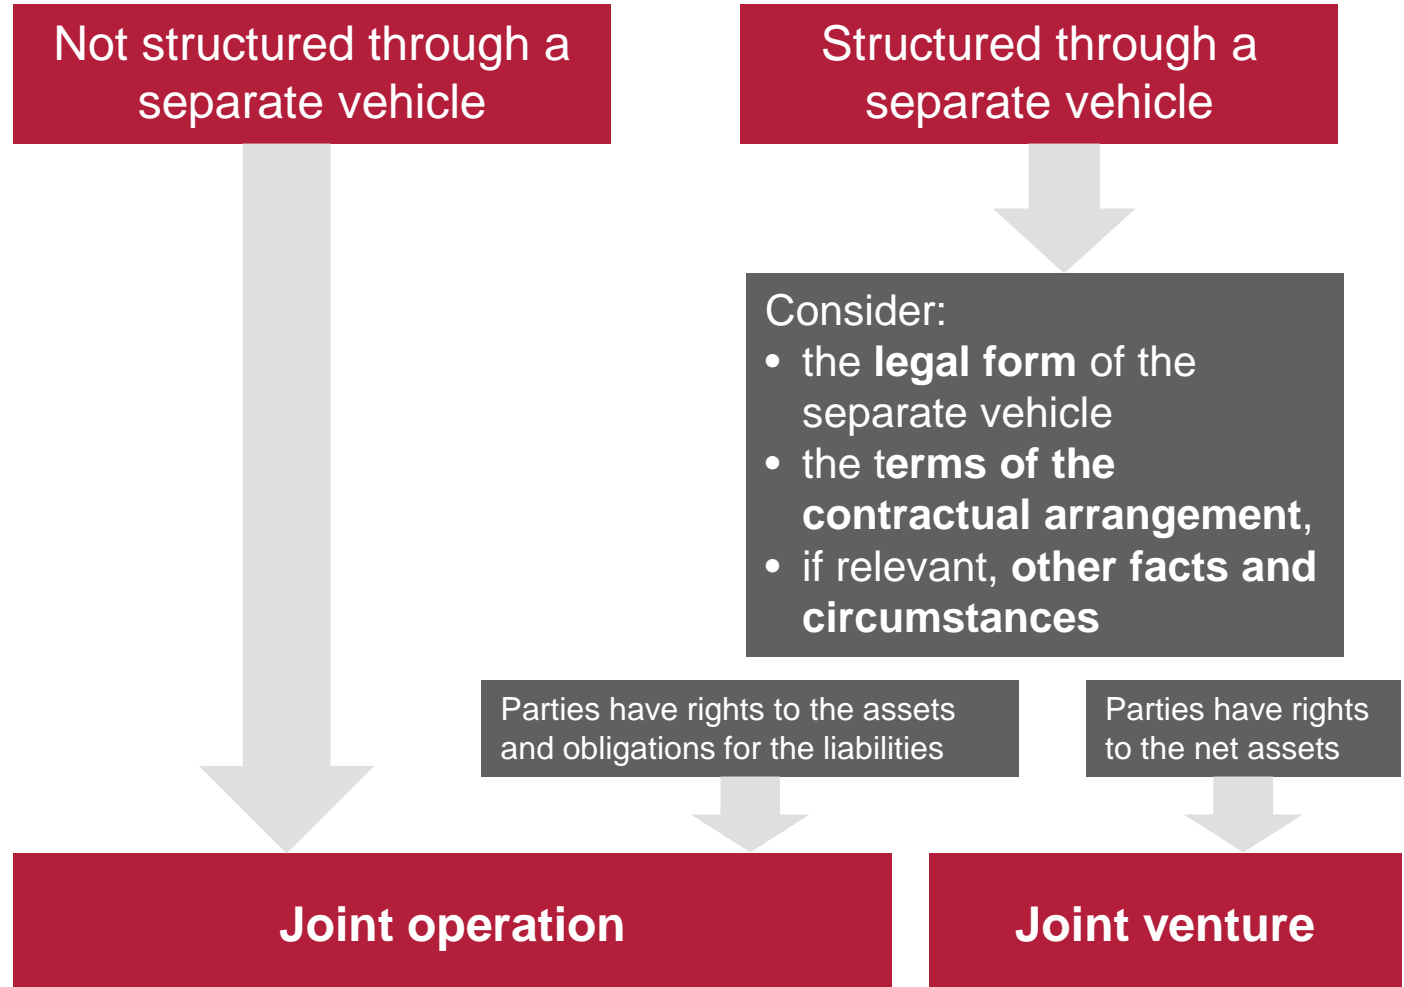 Not structured through a
separate vehicle
Structured through a
separate vehicle
Consider:
• the legal form of the
separate vehicle
• the terms of the
contractual arrangement,
• if relevant, other facts and
circumstances
Parties have rights to the assets
and obligations for the liabilities
Parties have rights
to the net assets
Joint operation
Joint venture